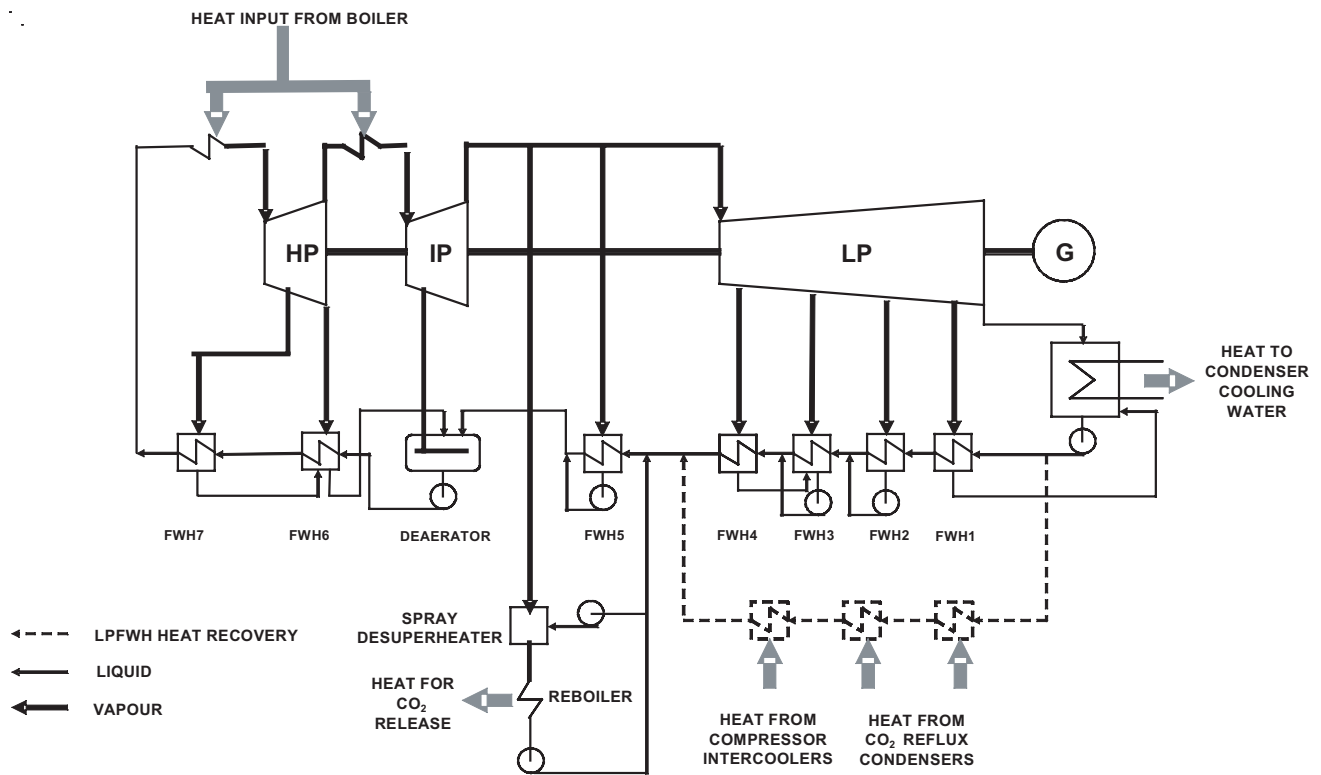 HEAT INPUT FROM BOILER
HP
IP
LP
G
HEAT TO
CONDENSER
COOLING
WATER
FWH7
FWH6
DEAERATOR
FWH5
FWH4
FWH3
FWH2
FWH1
SPRAY
DESUPERHEATER
LPFWH HEAT RECOVERY
LIQUID
VAPOUR
HEAT FOR
CO₂
RELEASE
REBOILER
HEAT FROM
COMPRESSOR
INTERCOOLERS
HEAT FROM
CO₂ REFLUX
CONDENSERS